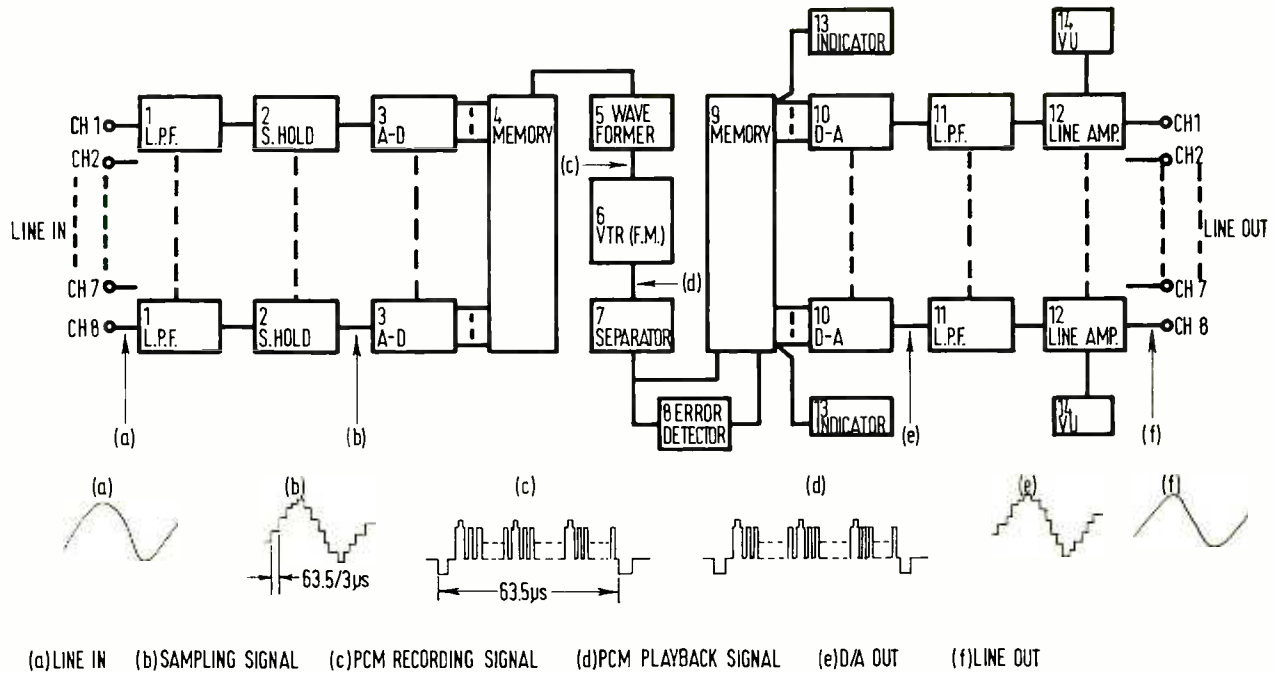 13
INDICATOR
14
VU
CH 1
1
L.P.F.
2
S.HOLD
3
A-D
4
MEMORY
5 WAVE
FORMER
9
MEMORY
10
D-A
11
L.P.F.
12
LINE AMP.
CH1
CH2
(c)
CH2
LINE IN
6
VTR (F.M.)
LINE OUT
(d)
CH 7
CH 7
CH 8
1
L.P.F.
2
S.HOLD
3
A-D
7
SEPARATOR
10
D-A
11
L.P.F.
12
LINE AMP.
CH 8
8 ERROR
DETECTOR
13
INDICATOR
14
VU
(a)
(b)
(e)
(f)
(a)
(b)
(c)
(d)
(e)
(f)
63.5/3µs
63.5µs
(a)LINE IN (b)SAMPLING SIGNAL (c)PCM RECORDING SIGNAL (d)PCM PLAYBACK SIGNAL (e)D/A OUT (f)LINE OUT